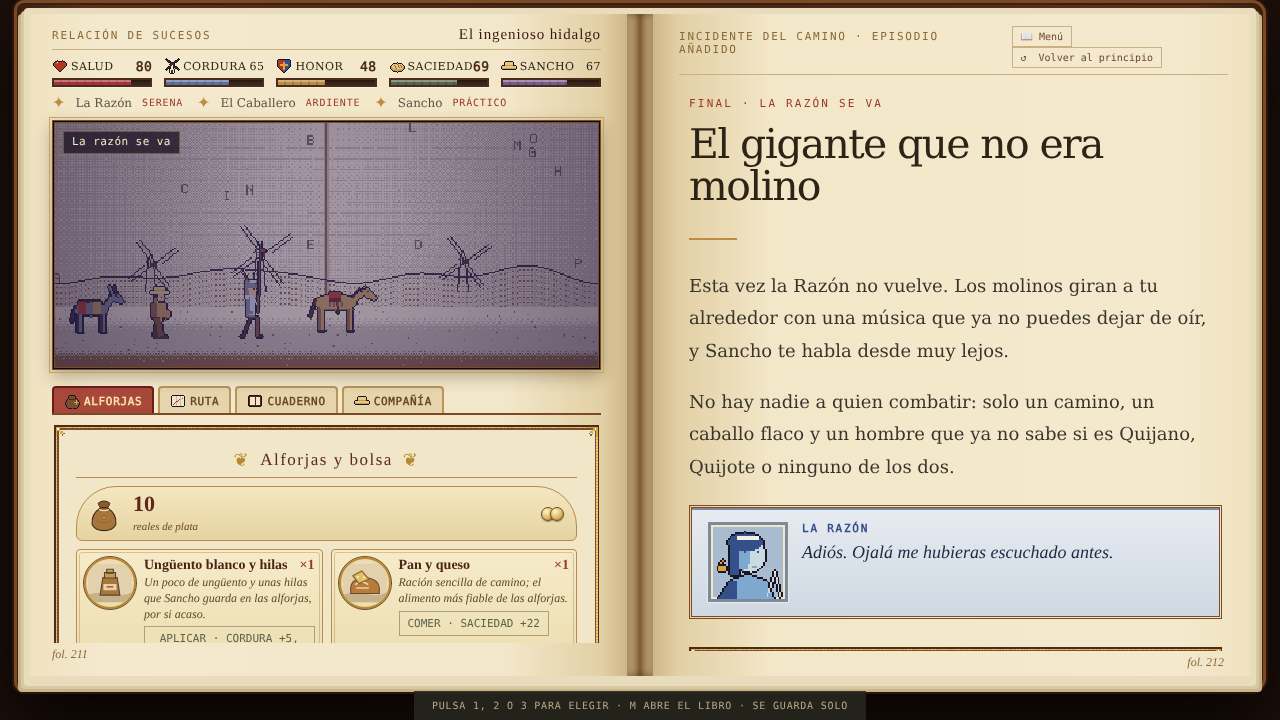 RELACIÓN DE SUCESOS
El ingenioso hidalgo
SALUD 80
CORDURA 65
HONOR 48
SACIEDAD 69
SANCHO 67
La Razón SERENA
El Caballero ARDIENTE
Sancho PRÁCTICO
La razón se va
B
L
M
O
G
H
C
I
N
E
D
P
ALFORJAS
RUTA
CUADERNO
COMPAÑÍA
Alforjas y bolsa
10
reales de plata
Ungüento blanco y hilas ×1
Un poco de ungüento y unas hilas
que Sancho guarda en las alforjas,
por si acaso.
APLICAR · CORDURA +5,
Pan y queso ×1
Ración sencilla de camino; el
alimento más fiable de las alforjas.
COMER · SACIEDAD +22
fol. 211
INCIDENTE DEL CAMINO · EPISODIO
AÑADIDO
Menú
↺ Volver al principio
FINAL · LA RAZÓN SE VA
El gigante que no era
molino
Esta vez la Razón no vuelve. Los molinos giran a tu
alrededor con una música que ya no puedes dejar de oír,
y Sancho te habla desde muy lejos.
No hay nadie a quien combatir: solo un camino, un
caballo flaco y un hombre que ya no sabe si es Quijano,
Quijote o ninguno de los dos.
LA RAZÓN
Adiós. Ojalá me hubieras escuchado antes.
fol. 212
PULSA 1, 2 O 3 PARA ELEGIR · M ABRE EL LIBRO · SE GUARDA SOLO